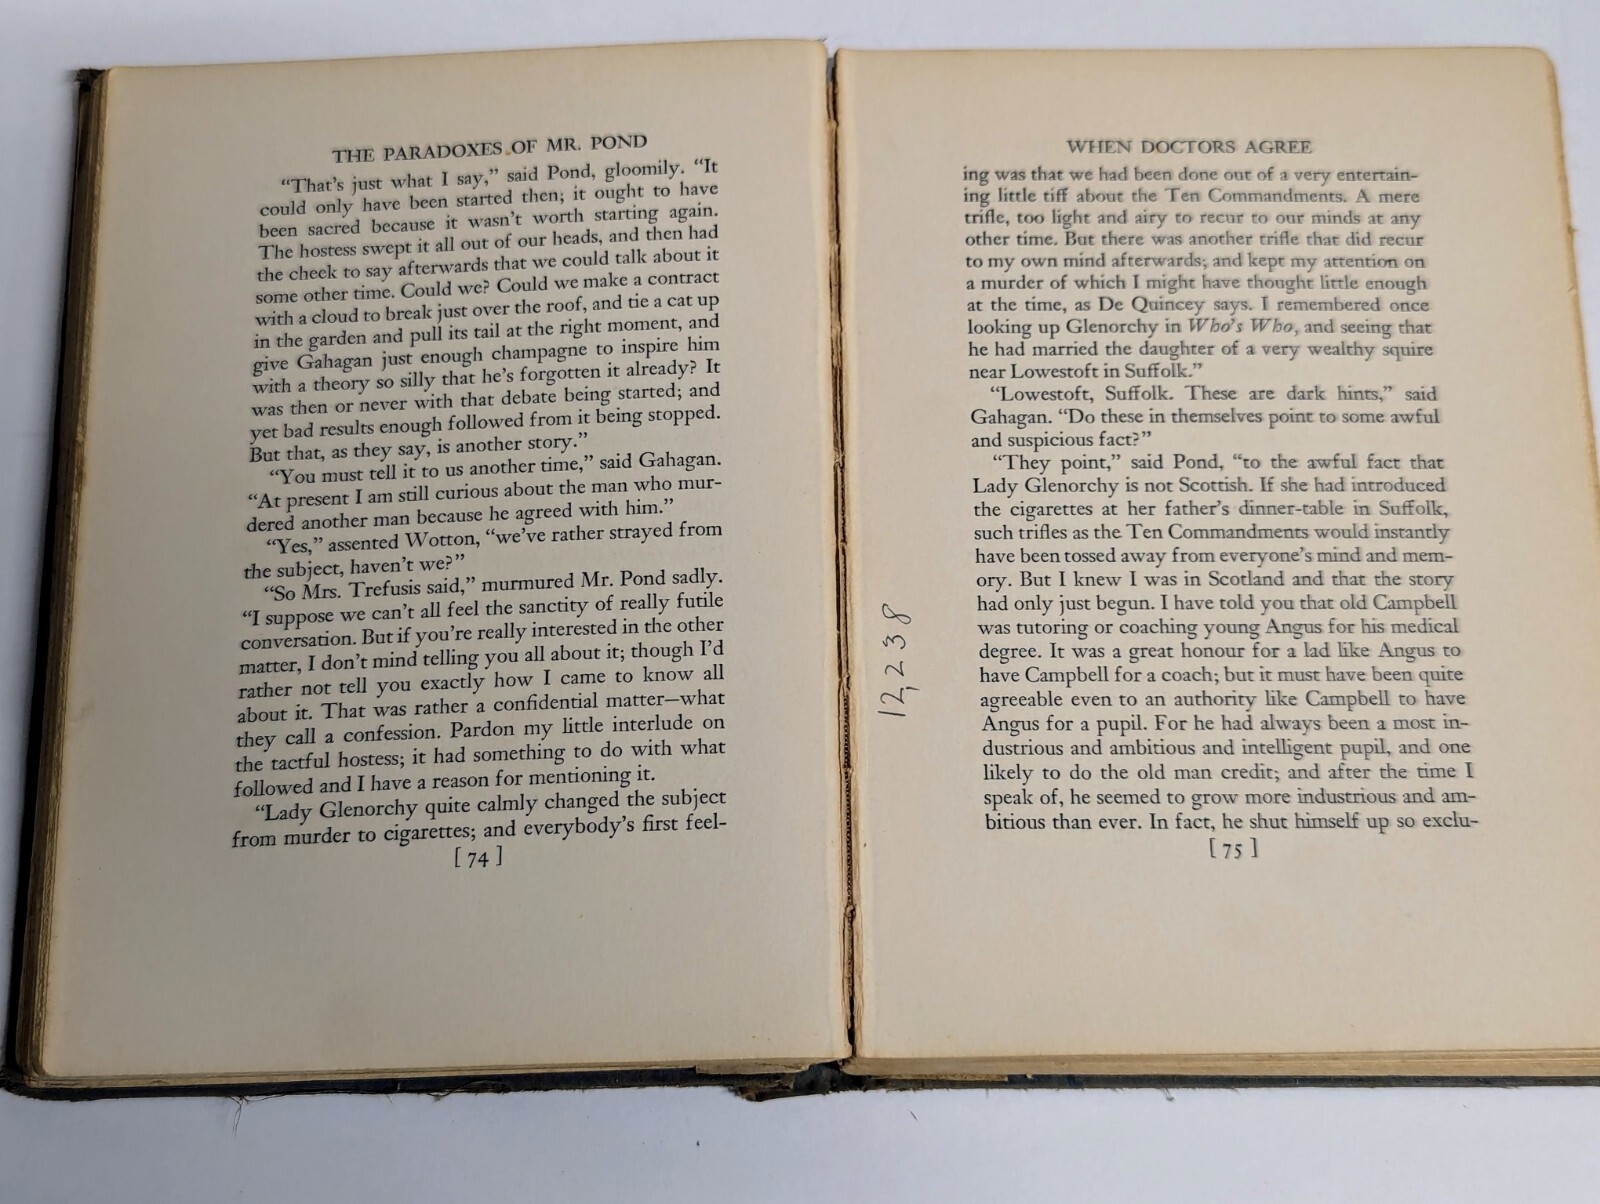 THE PARADOXES OF MR. POND
“That’s just what I say,” said Pond, gloomily. “It
could only have been started then; it ought to have
been sacred because it wasn’t worth starting again.
The hostess swept it all out of our heads, and then had
the cheek to say afterwards that we could talk about it
some other time. Could we? Could we make a contract
with a cloud to break just over the roof, and tie a cat up
in the garden and pull its tail at the right moment, and
give Gahagan just enough champagne to inspire him
with a theory so silly that he’s forgotten it already? It
was then or never with that debate being started; and
yet bad results enough followed from it being stopped.
But that, as they say, is another story.”
“You must tell it to us another time,” said Gahagan.
“At present I am still curious about the man who mur-
dered another man because he agreed with him.”
“Yes,” assented Wotton, “we’ve rather strayed from
the subject, haven’t we?”
“So Mrs. Trefusis said,” murmured Mr. Pond sadly.
“I suppose we can’t all feel the sanctity of really futile
conversation. But if you’re really interested in the other
matter, I don’t mind telling you all about it; though I’d
rather not tell you exactly how I came to know all
about it. That was rather a confidential matter—what
they call a confession. Pardon my little interlude on
the tactful hostess; it had something to do with what
followed and I have a reason for mentioning it.
“Lady Glenorchy quite calmly changed the subject
from murder to cigarettes; and everybody’s first feel-
[ 74 ]
WHEN DOCTORS AGREE
ing was that we had been done out of a very entertain-
ing little tiff about the Ten Commandments. A mere
trifle, too light and airy to recur to our minds at any
other time. But there was another trifle that did recur
to my own mind afterwards; and kept my attention on
a murder of which I might have thought little enough
at the time, as De Quincey says. I remembered once
looking up Glenorchy in Who’s Who, and seeing that
he had married the daughter of a very wealthy squire
near Lowestoft in Suffolk.”
“Lowestoft, Suffolk. These are dark hints,” said
Gahagan. “Do these in themselves point to some awful
and suspicious fact?”
“They point,” said Pond, “to the awful fact that
Lady Glenorchy is not Scottish. If she had introduced
the cigarettes at her father’s dinner-table in Suffolk,
such trifles as the Ten Commandments would instantly
have been tossed away from everyone’s mind and mem-
ory. But I knew I was in Scotland and that the story
had only just begun. I have told you that old Campbell
was tutoring or coaching young Angus for his medical
degree. It was a great honour for a lad like Angus to
have Campbell for a coach; but it must have been quite
agreeable even to an authority like Campbell to have
Angus for a pupil. For he had always been a most in-
dustrious and ambitious and intelligent pupil, and one
likely to do the old man credit; and after the time I
speak of, he seemed to grow more industrious and am-
bitious than ever. In fact, he shut himself up so exclu-
[ 75 ]
12,238